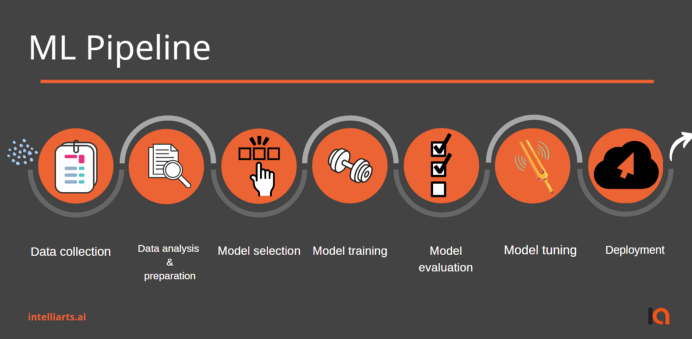 ML Pipeline
Data collection
Data analysis
&
preparation
Model selection
Model training
Model
evaluation
Model tuning
Deployment
intelliarts.ai